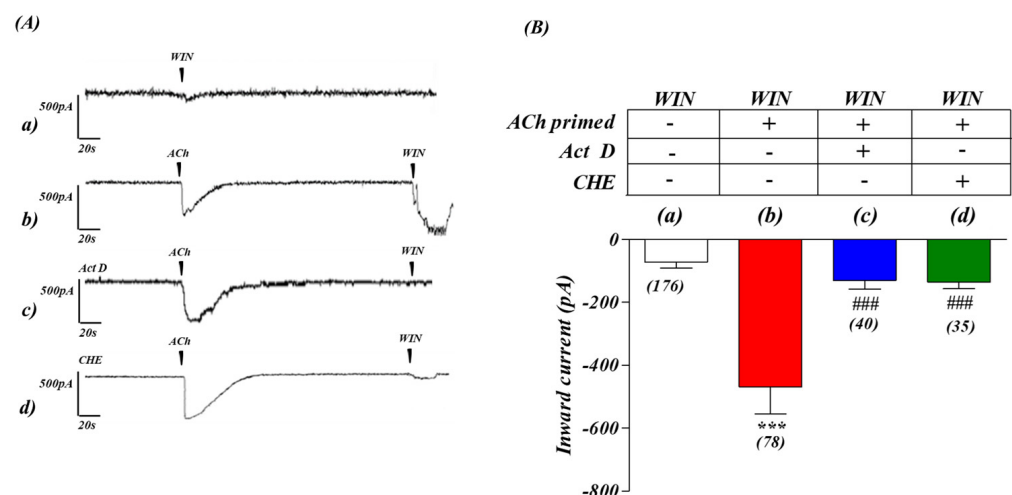 (A)
WIN
500pA
a)
20s
ACh
WIN
500pA
b)
20s
Act D
ACh
WIN
500pA
c)
20s
CHE
ACh
WIN
500pA
d)
20s
(B)
WIN WIN WIN WIN
ACh primed - + + +
Act D - - + -
CHE - - - +
(a) (b) (c) (d)
Inward current (pA)
0
-200
-400
-600
-800
(176)
***
(78)
###
(40)
###
(35)